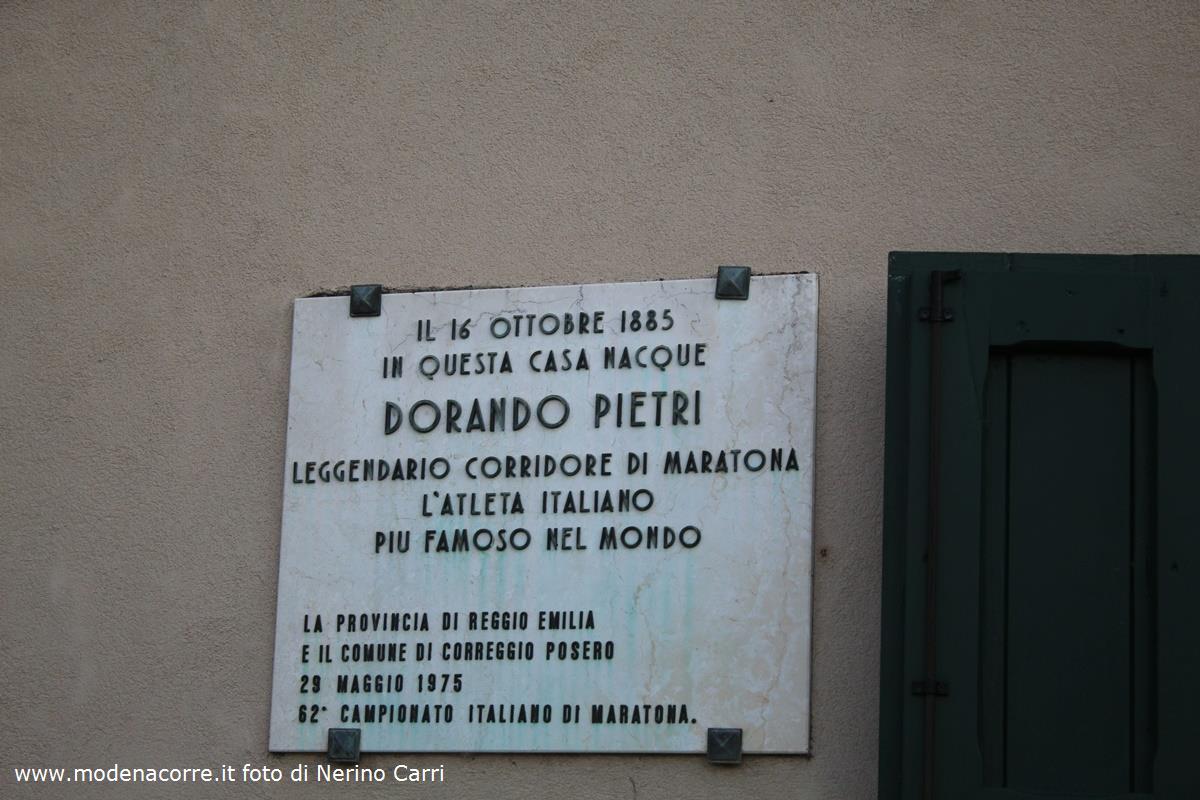 IL 16 OTTOBRE 1885
IN QUESTA CASA NACQUE
DORANDO PIETRI
LEGGENDARIO CORRIDORE DI MARATONA
L'ATLETA ITALIANO
PIU FAMOSO NEL MONDO
LA PROVINCIA DI REGGIO EMILIA
E IL COMUNE DI CORREGGIO POSERO
29 MAGGIO 1975
62° CAMPIONATO ITALIANO DI MARATONA.
www.modenacorre.it foto di Nerino Carri